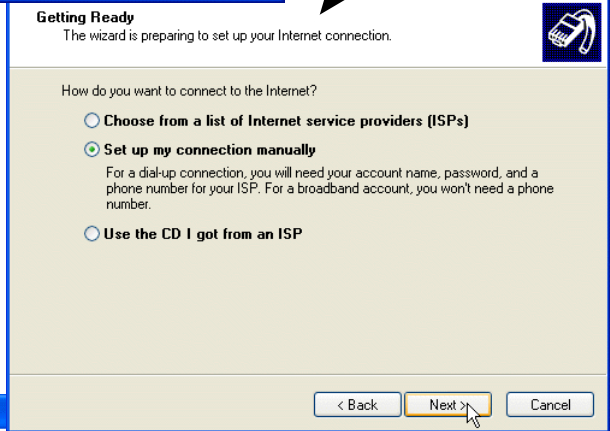 Getting Ready
The wizard is preparing to set up your Internet connection.
How do you want to connect to the Internet?
Choose from a list of Internet service providers (ISPs)
Set up my connection manually
For a dial-up connection, you will need your account name, password, and a
phone number for your ISP. For a broadband account, you won't need a phone
number.
Use the CD I got from an ISP
< Back Next > Cancel